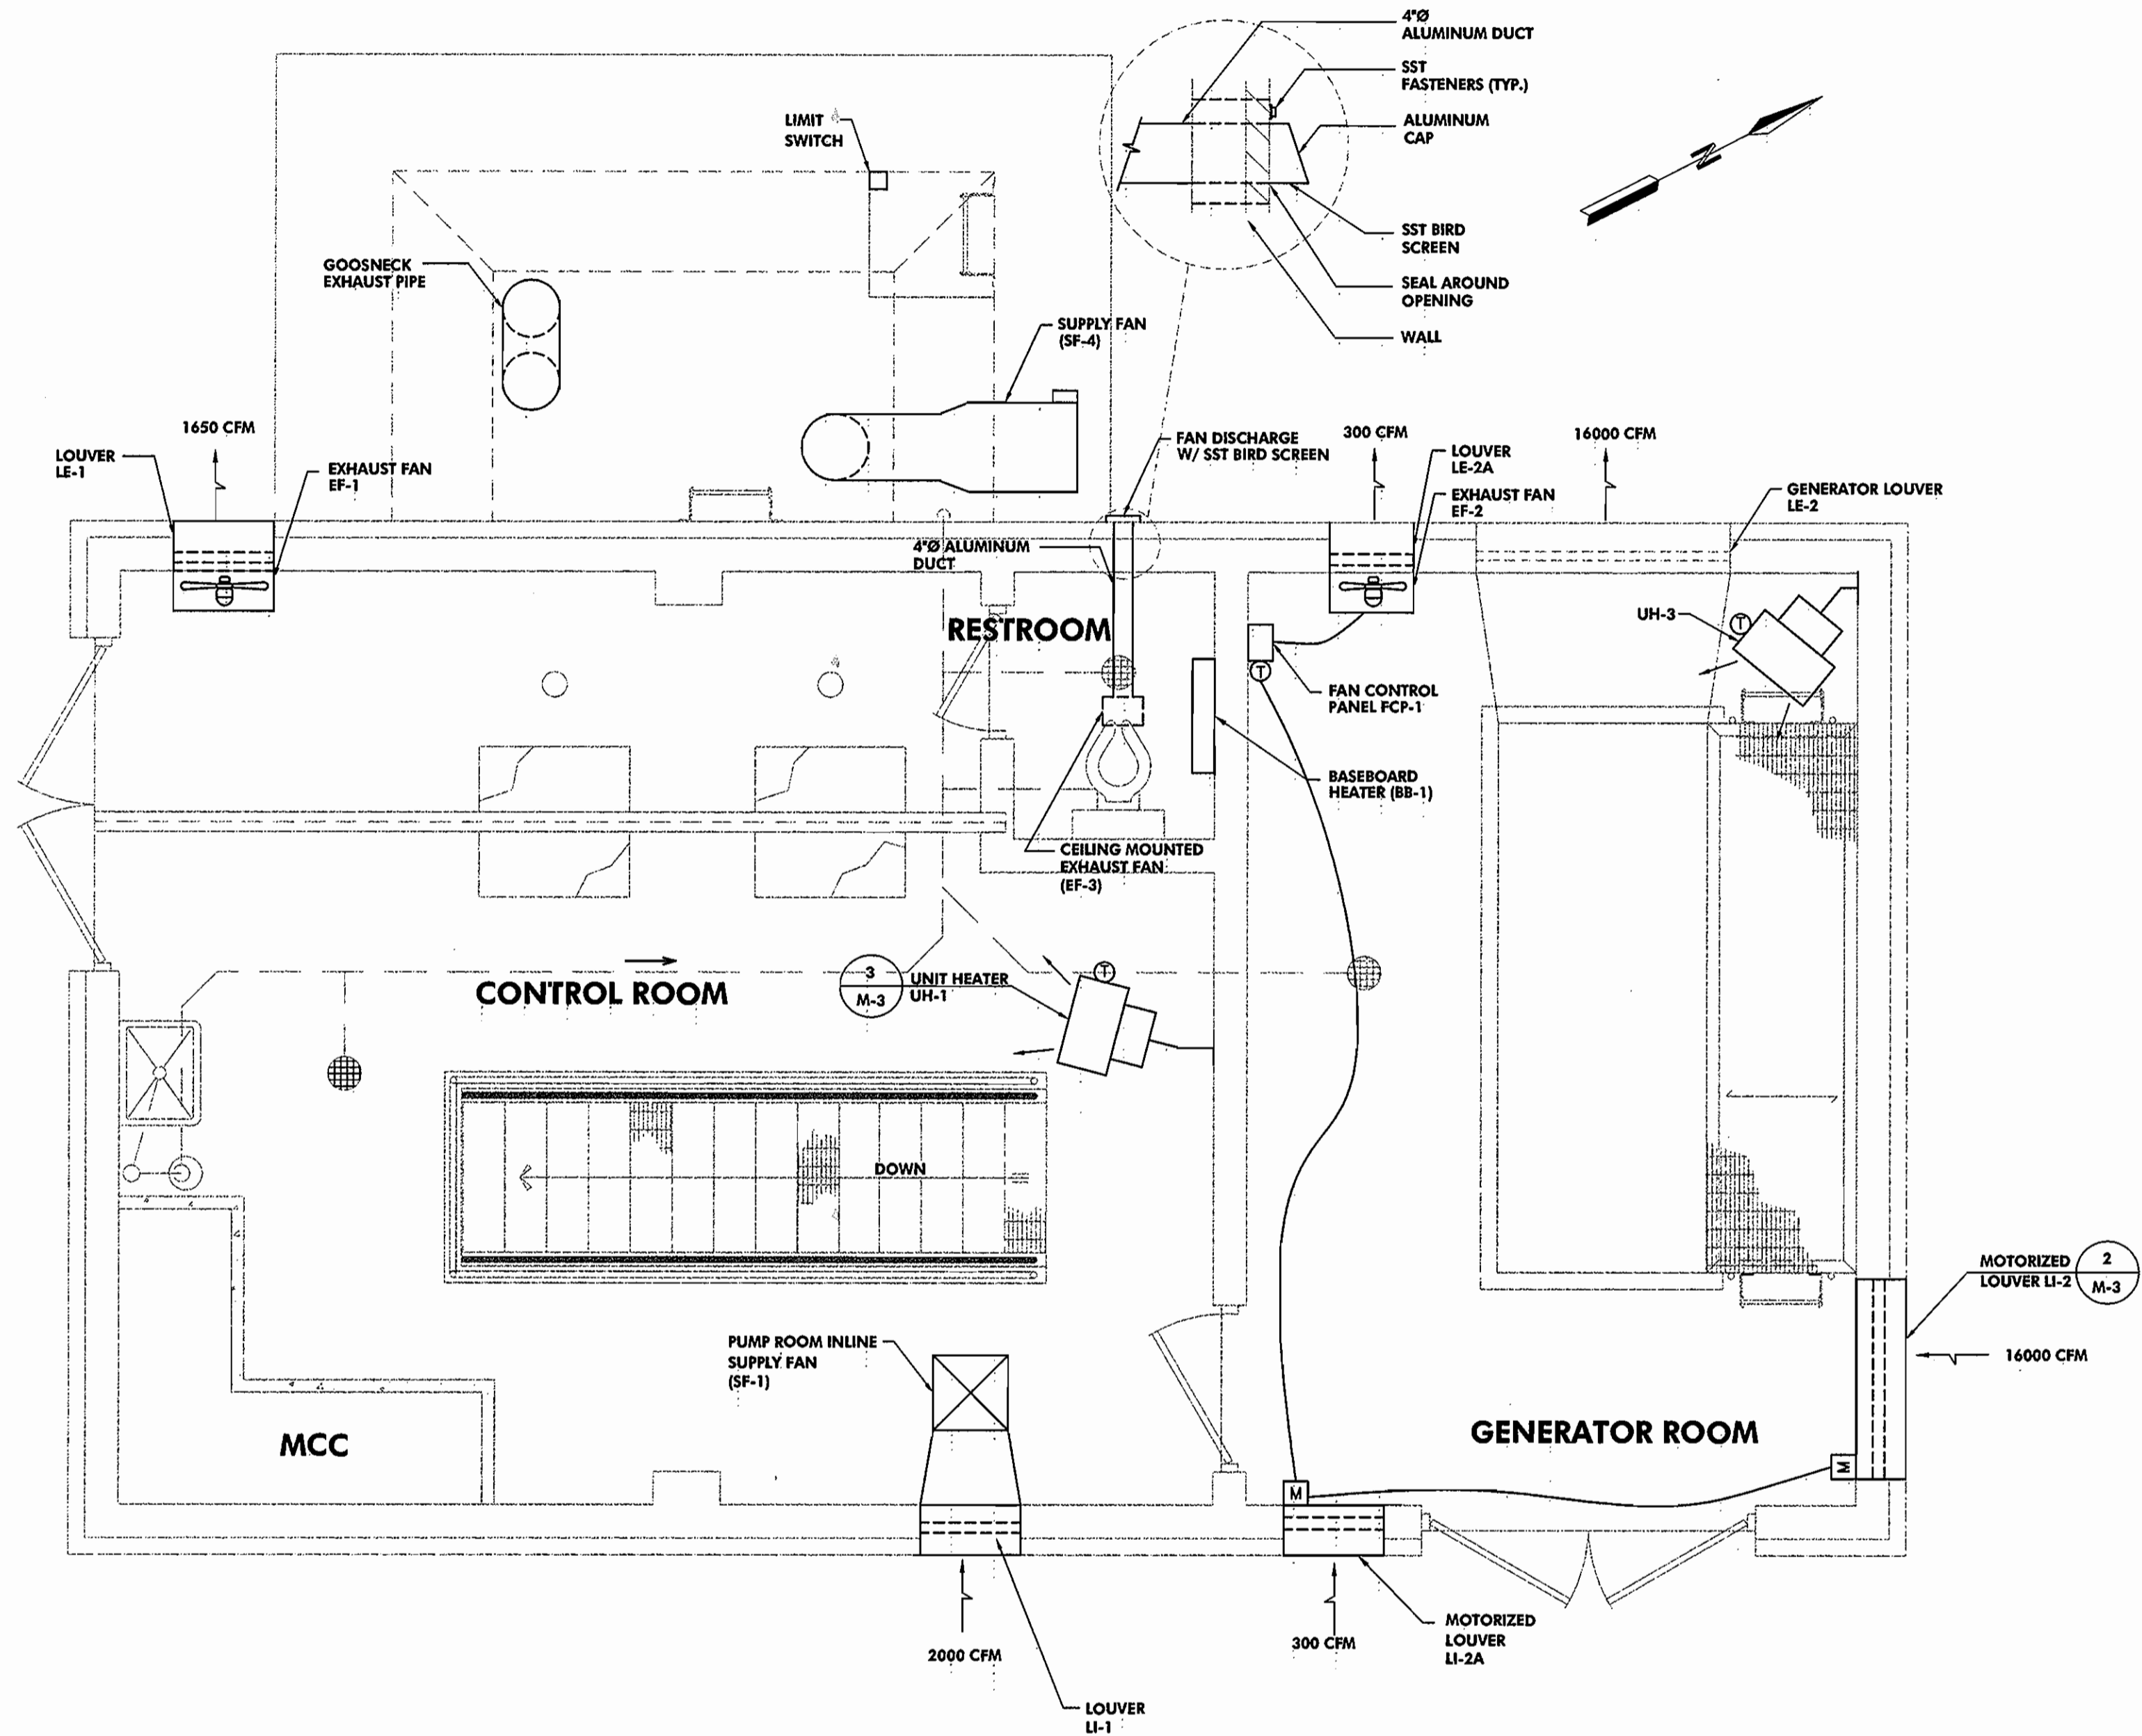 4"Ø
ALUMINUM DUCT
SST
FASTENERS (TYP.)
ALUMINUM
CAP
SST BIRD
SCREEN
SEAL AROUND
OPENING
WALL
N
LIMIT
SWITCH
GOOSNECK
EXHAUST PIPE
SUPPLY FAN
(SF-4)
1650 CFM
LOUVER
LE-1
EXHAUST FAN
EF-1
FAN DISCHARGE
W/ SST BIRD SCREEN
300 CFM
LOUVER
LE-2A
EXHAUST FAN
EF-2
16000 CFM
GENERATOR LOUVER
LE-2
4"Ø ALUMINUM
DUCT
RESTROOM
UH-3
T
T
FAN CONTROL
PANEL FCP-1
BASEBOARD
HEATER (BB-1)
CEILING MOUNTED
EXHAUST FAN
(EF-3)
CONTROL ROOM
3
M-3
UNIT HEATER
UH-1
T
DOWN
MOTORIZED
LOUVER LI-2
2
M-3
16000 CFM
PUMP ROOM INLINE
SUPPLY FAN
(SF-1)
MCC
GENERATOR ROOM
M
M
2000 CFM
300 CFM
MOTORIZED
LOUVER
LI-2A
LOUVER
LI-1